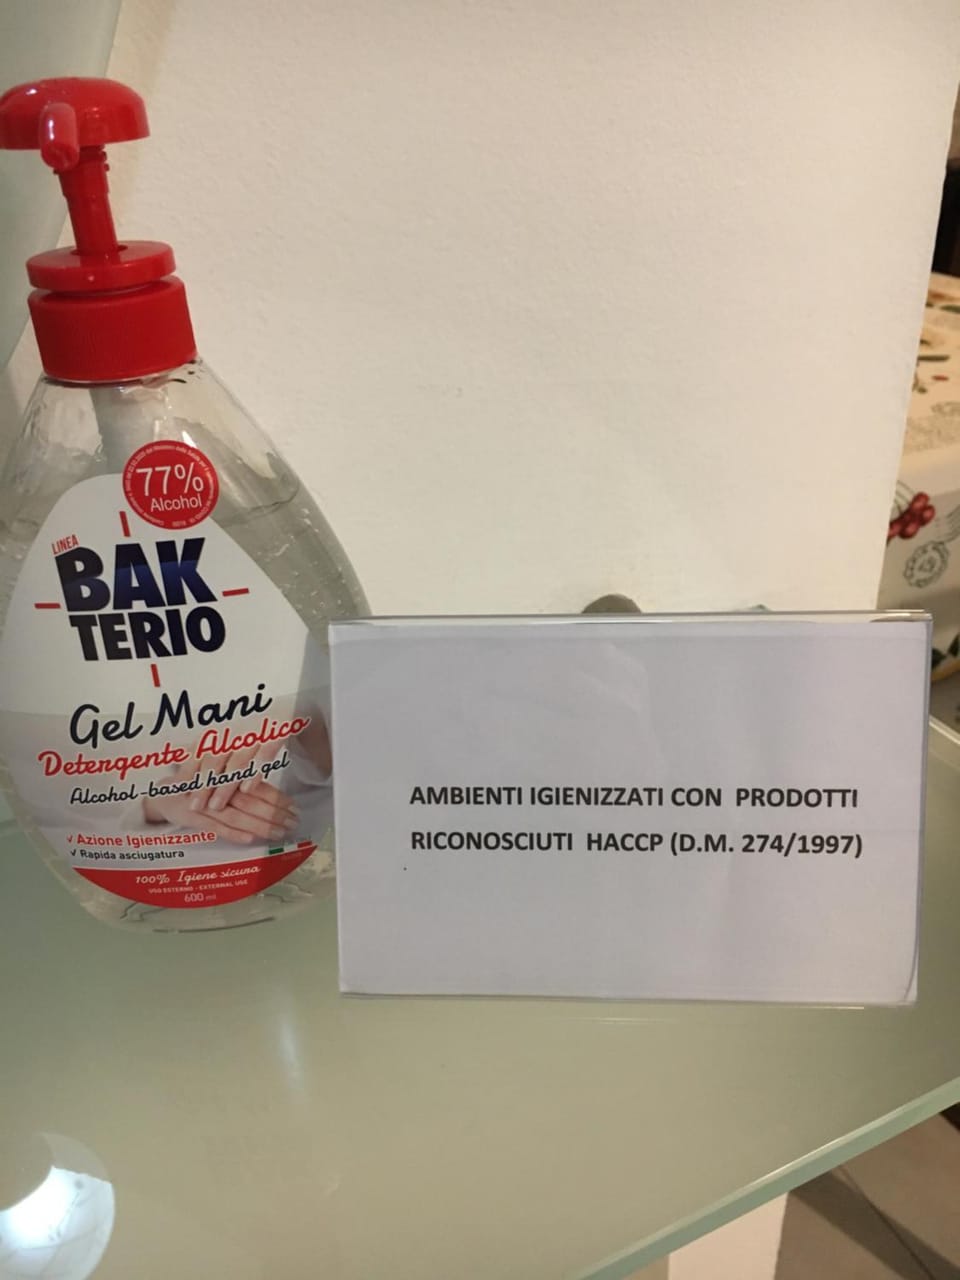 77%
Alcohol
LINEA
BAK
TERIO
Gel Mani
Detergente Alcolico
Alcohol-based hand gel
√ Azione Igienizzante
√ Rapida asciugatura
100% Igiene sicura
USO ESTERNO - EXTERNAL USE
600 ml
AMBIENTI IGIENIZZATI CON PRODOTTI
RICONOSCIUTI HACCP (D.M. 274/1997)